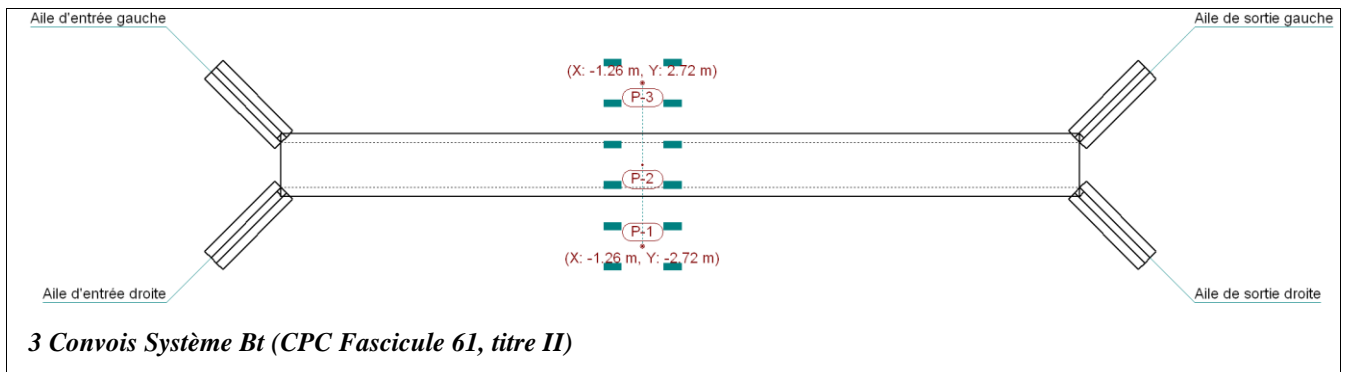 Aile d'entrée gauche
Aile de sortie gauche
(X: -1.26 m, Y: 2.72 m)
P-3
P-2
P-1
(X: -1.26 m, Y: -2.72 m)
Aile d'entrée droite
Aile de sortie droite
3 Convois Système Bt (CPC Fascicule 61, titre II)